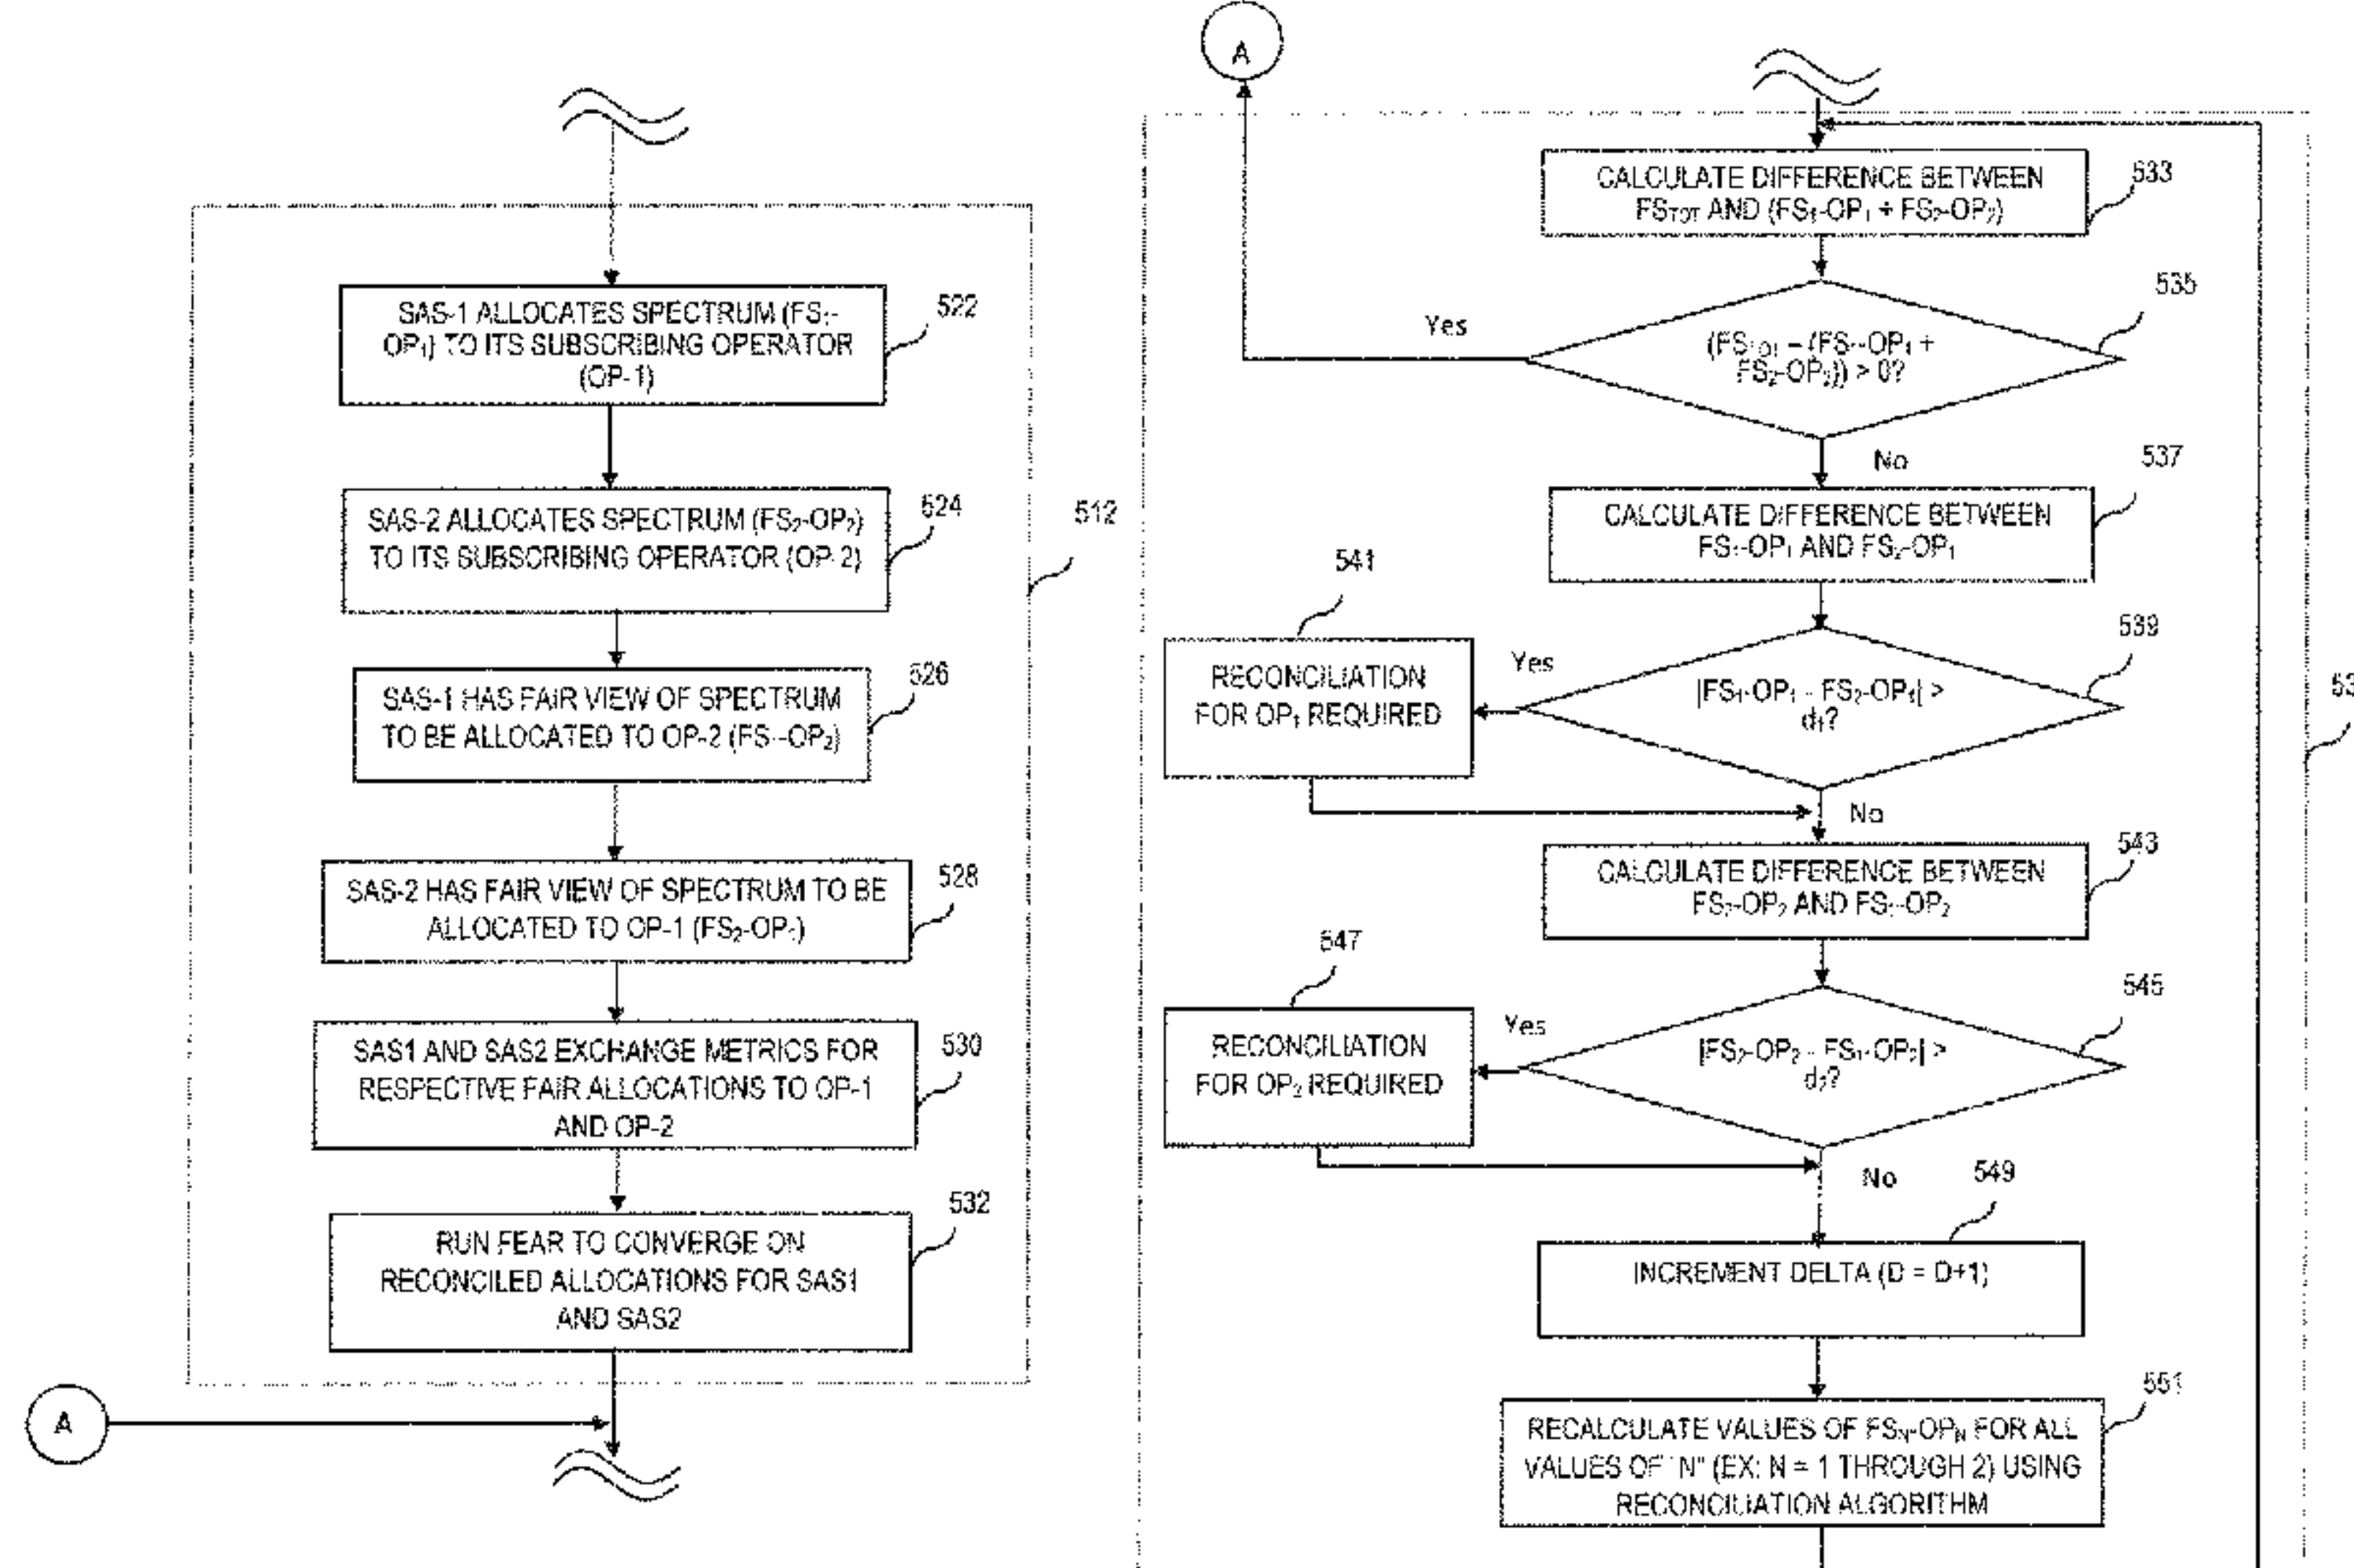 SAS-1 ALLOCATES SPECTRUM (FS₁-
OP₁) TO ITS SUBSCRIBING OPERATOR
(OP-1)
522
SAS-2 ALLOCATES SPECTRUM (FS₂-OP₂)
TO ITS SUBSCRIBING OPERATOR (OP-2)
524
512
SAS-1 HAS FAIR VIEW OF SPECTRUM
TO BE ALLOCATED TO OP-2 (FS₁-OP₂)
526
SAS-2 HAS FAIR VIEW OF SPECTRUM TO BE
ALLOCATED TO OP-1 (FS₂-OP₁)
528
SAS1 AND SAS2 EXCHANGE METRICS FOR
RESPECTIVE FAIR ALLOCATIONS TO OP-1
AND OP-2
530
RUN FEAR TO CONVERGE ON
RECONCILED ALLOCATIONS FOR SAS1
AND SAS2
532
A
A
CALCULATE DIFFERENCE BETWEEN
FS_TOT AND (FS₁-OP₁ + FS₂-OP₂)
533
Yes
(FS_TOT – (FS₁-OP₁ +
FS₂-OP₂)) > 0?
535
No
CALCULATE DIFFERENCE BETWEEN
FS₁-OP₁ AND FS₂-OP₁
537
541
RECONCILIATION
FOR OP₁ REQUIRED
Yes
|FS₁-OP₁ - FS₂-OP₁| >
d₁?
539
No
CALCULATE DIFFERENCE BETWEEN
FS₂-OP₂ AND FS₁-OP₂
543
547
RECONCILIATION
FOR OP₂ REQUIRED
Yes
|FS₂-OP₂ - FS₁-OP₂| >
d₂?
545
No
549
INCREMENT DELTA (D = D+1)
RECALCULATE VALUES OF FS_N-OP_N FOR ALL
VALUES OF "N" (EX: N = 1 THROUGH 2) USING
RECONCILIATION ALGORITHM
551